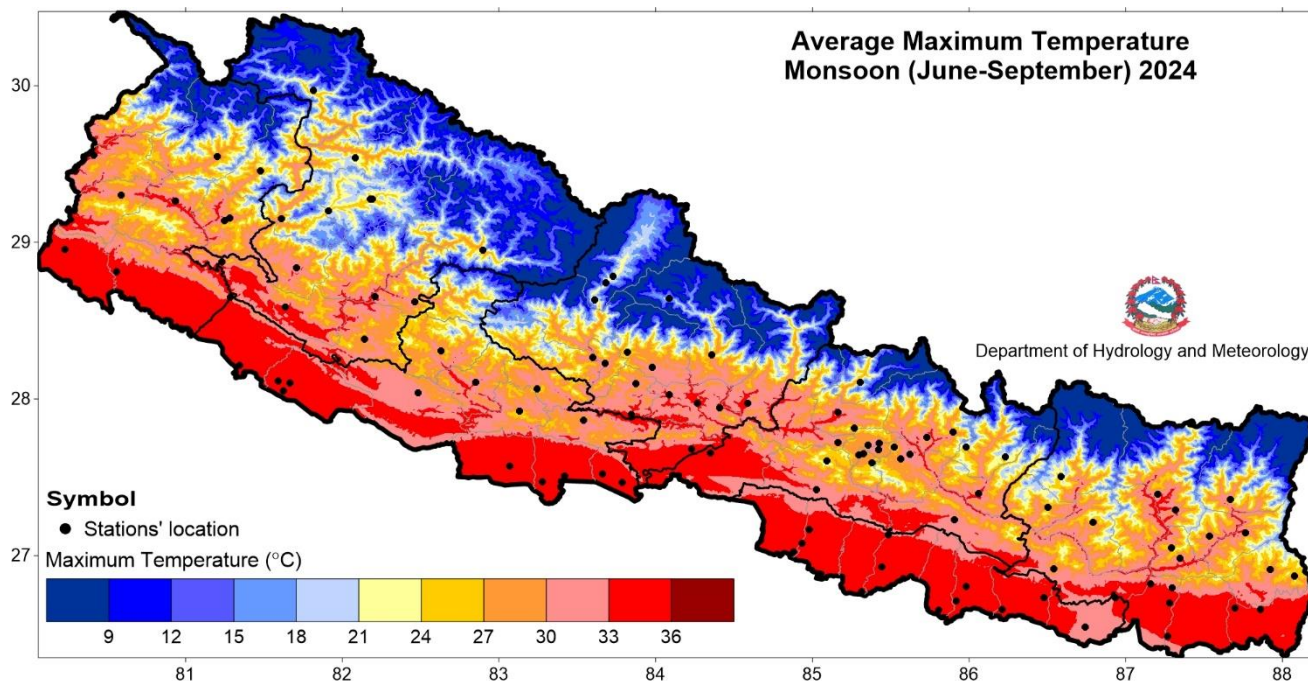 Average Maximum Temperature
Monsoon (June-September) 2024
30
29
28
27
Department of Hydrology and Meteorology
Symbol
Stations' location
Maximum Temperature (°C)
9 12 15 18 21 24 27 30 33 36
81 82 83 84 85 86 87 88